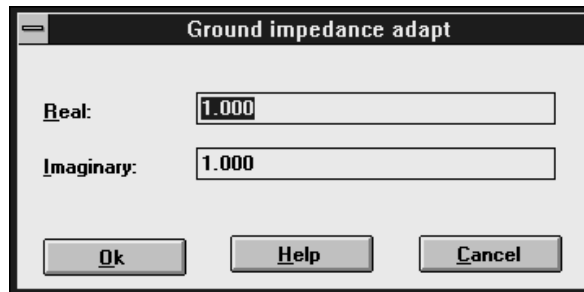 Ground impedance adapt
Real: 1.000
Imaginary: 1.000
Ok Help Cancel